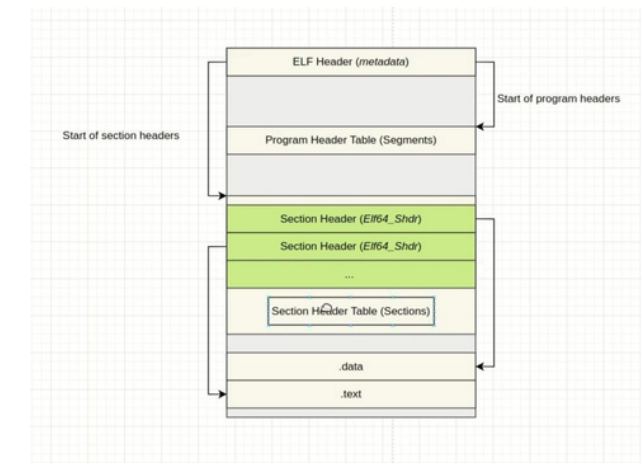 ELF Header (metadata)
Start of program headers
Start of section headers
Program Header Table (Segments)
Section Header (Elf64_Shdr)
Section Header (Elf64_Shdr)
...
Section Header Table (Sections)
.data
.text